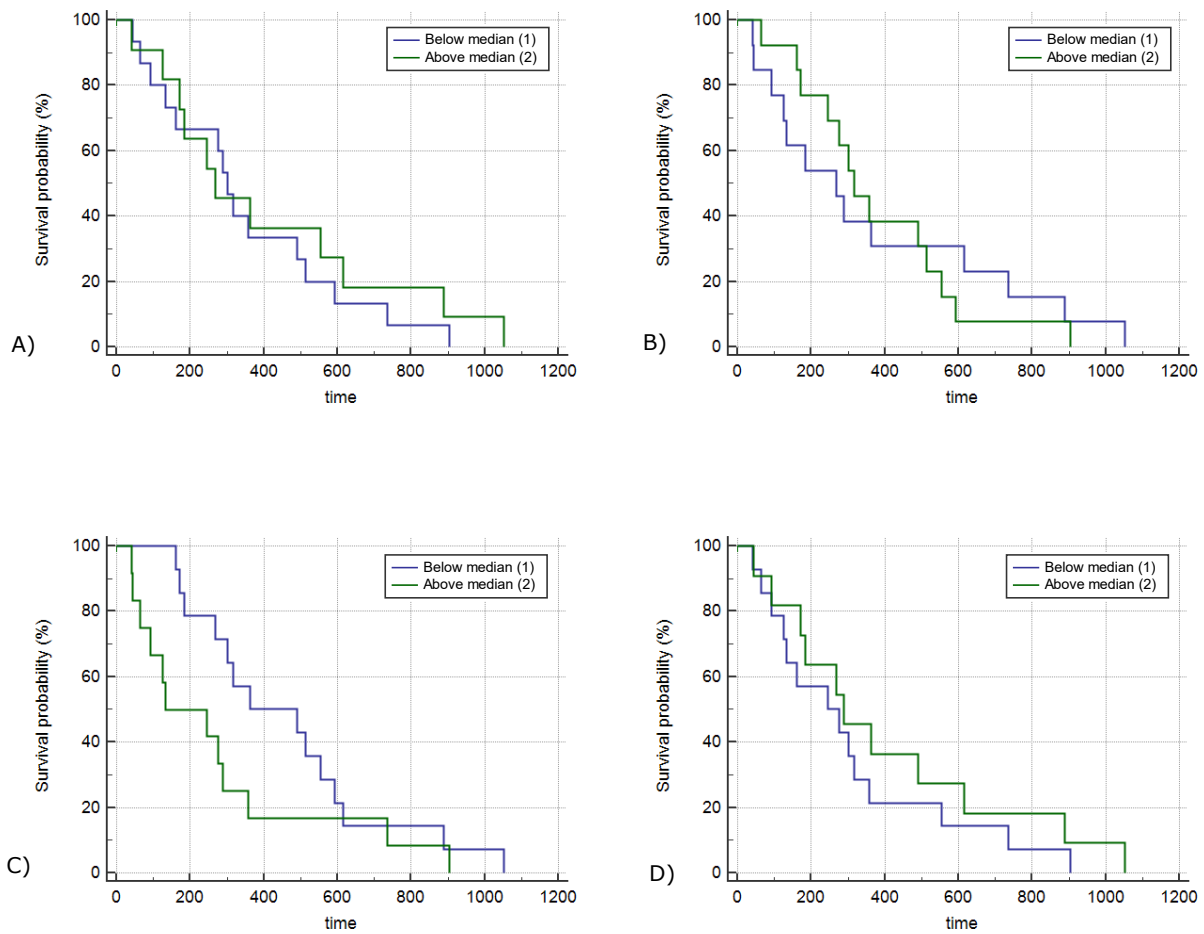 100
80
60
40
20
0
Survival probability (%)
Below median (1)
Above median (2)
0 200 400 600 800 1000 1200
time
A)
100
80
60
40
20
0
Survival probability (%)
Below median (1)
Above median (2)
0 200 400 600 800 1000 1200
time
B)
100
80
60
40
20
0
Survival probability (%)
Below median (1)
Above median (2)
0 200 400 600 800 1000 1200
time
C)
100
80
60
40
20
0
Survival probability (%)
Below median (1)
Above median (2)
0 200 400 600 800 1000 1200
time
D)